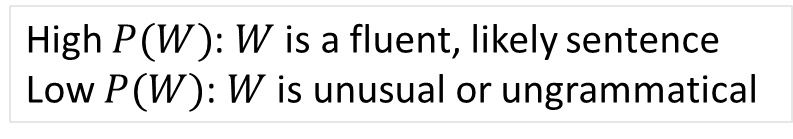 High P(W): W is a fluent, likely sentence
Low P(W): W is unusual or ungrammatical